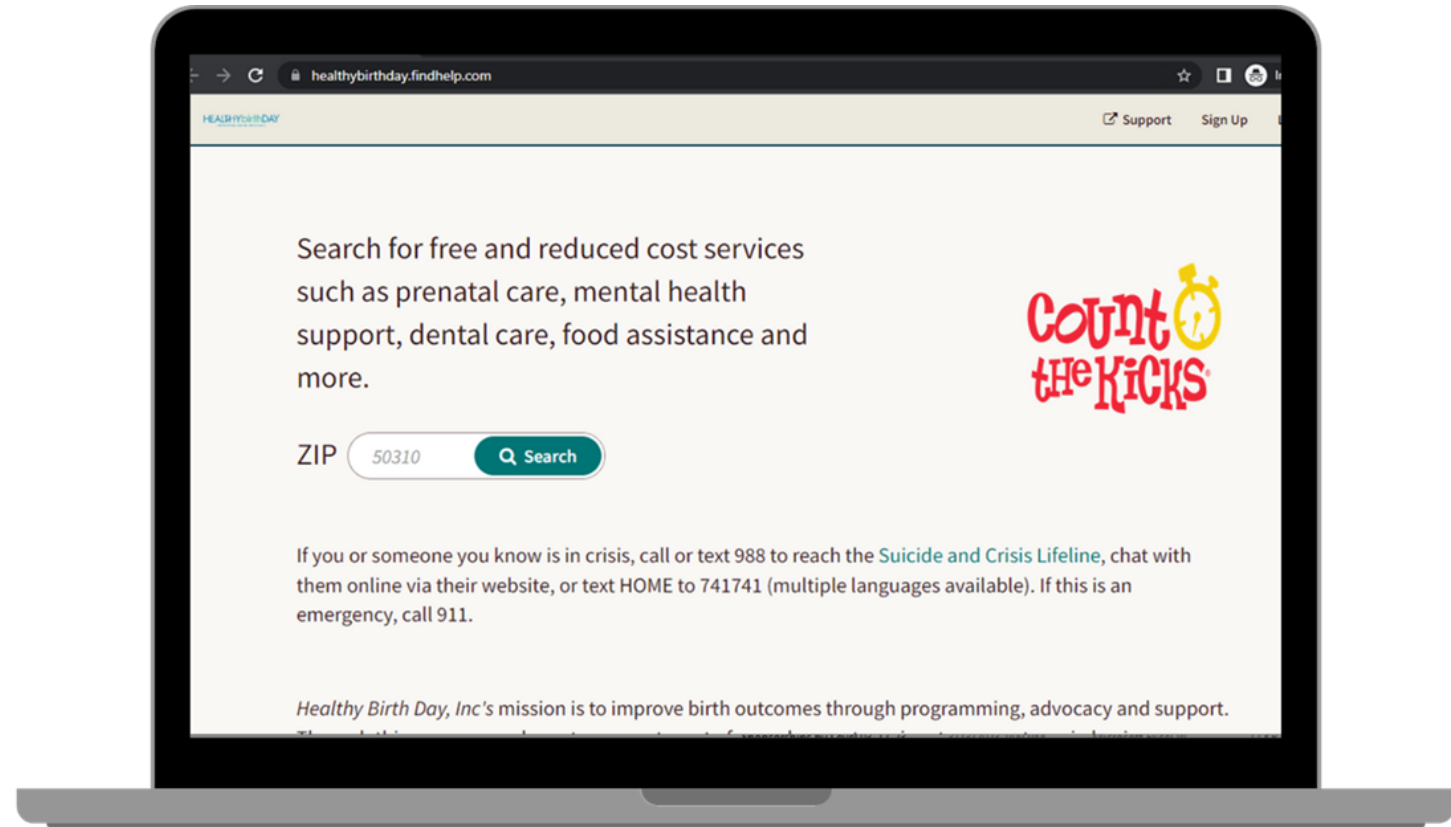 healthybirthday.findhelp.com
HEALTHYbirthDAY
Support Sign Up
Search for free and reduced cost services
such as prenatal care, mental health
support, dental care, food assistance and
more.
Count
the Kicks
ZIP 50310 Search
If you or someone you know is in crisis, call or text 988 to reach the Suicide and Crisis Lifeline, chat with
them online via their website, or text HOME to 741741 (multiple languages available). If this is an
emergency, call 911.
Healthy Birth Day, Inc's mission is to improve birth outcomes through programming, advocacy and support.